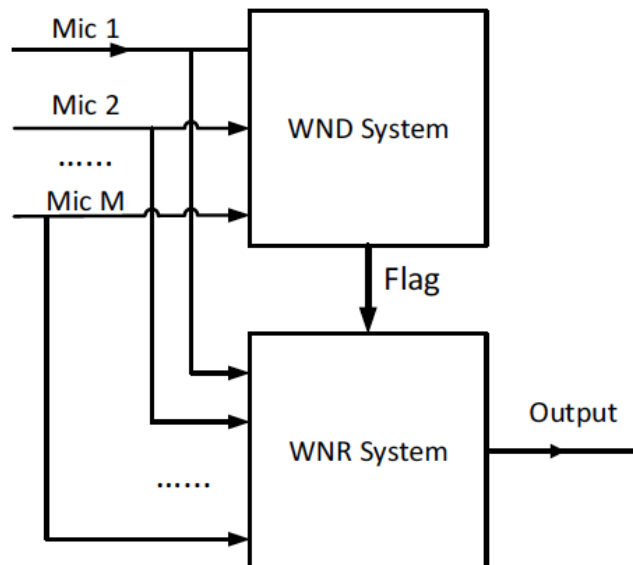 Mic 1
Mic 2
......
Mic M
WND System
Flag
WNR System
......
Output